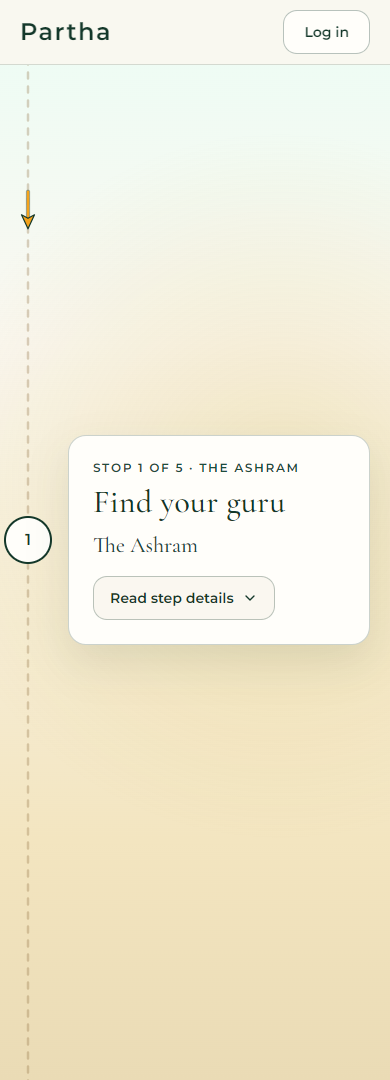 Partha
Log in
STOP 1 OF 5 · THE ASHRAM
Find your guru
1
The Ashram
Read step details